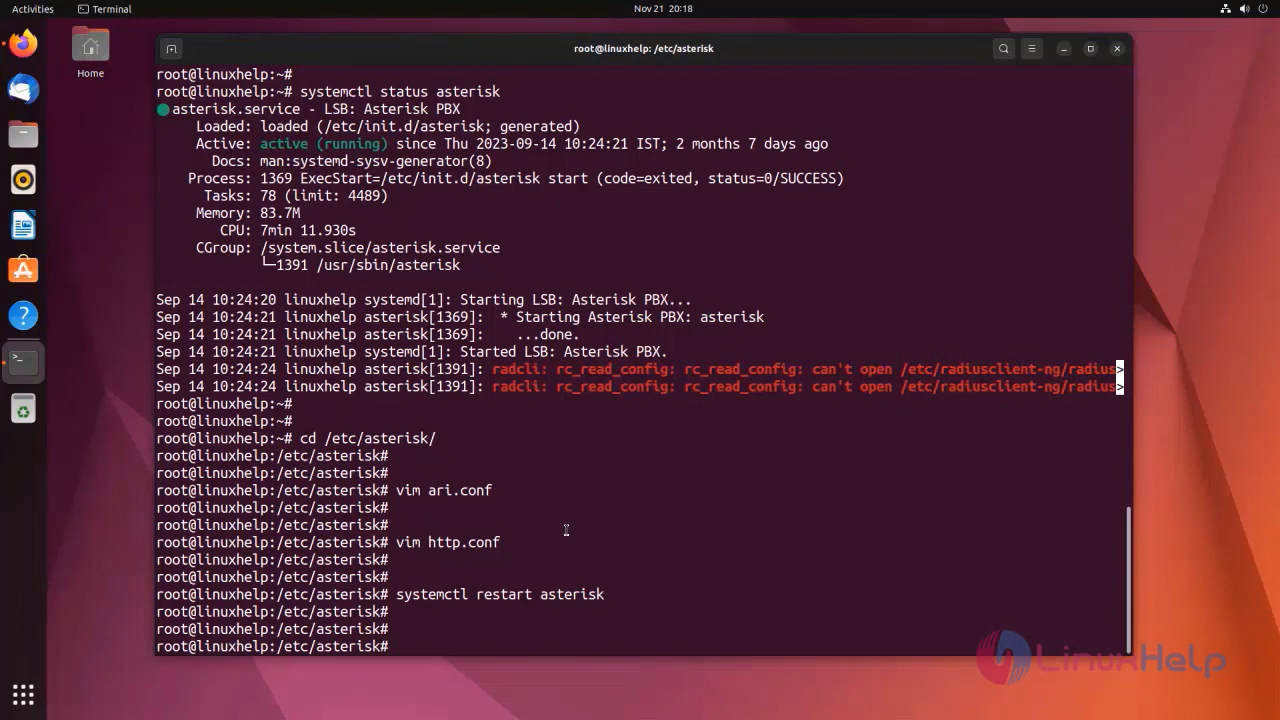 Activities
Terminal
Nov 21 20:18
root@linuxhelp: /etc/asterisk
Home
root@linuxhelp:~#
root@linuxhelp:~# systemctl status asterisk
asterisk.service - LSB: Asterisk PBX
Loaded: loaded (/etc/init.d/asterisk; generated)
Active: active (running) since Thu 2023-09-14 10:24:21 IST; 2 months 7 days ago
Docs: man:systemd-sysv-generator(8)
Process: 1369 ExecStart=/etc/init.d/asterisk start (code=exited, status=0/SUCCESS)
Tasks: 78 (limit: 4489)
Memory: 83.7M
CPU: 7min 11.930s
CGroup: /system.slice/asterisk.service
└─1391 /usr/sbin/asterisk
Sep 14 10:24:20 linuxhelp systemd[1]: Starting LSB: Asterisk PBX...
Sep 14 10:24:21 linuxhelp asterisk[1369]:  * Starting Asterisk PBX: asterisk
Sep 14 10:24:21 linuxhelp asterisk[1369]:    ...done.
Sep 14 10:24:21 linuxhelp systemd[1]: Started LSB: Asterisk PBX.
Sep 14 10:24:24 linuxhelp asterisk[1391]: radcli: rc_read_config: rc_read_config: can't open /etc/radiusclient-ng/radius>
Sep 14 10:24:24 linuxhelp asterisk[1391]: radcli: rc_read_config: rc_read_config: can't open /etc/radiusclient-ng/radius>
root@linuxhelp:~#
root@linuxhelp:~#
root@linuxhelp:~# cd /etc/asterisk/
root@linuxhelp:/etc/asterisk#
root@linuxhelp:/etc/asterisk#
root@linuxhelp:/etc/asterisk# vim ari.conf
root@linuxhelp:/etc/asterisk#
root@linuxhelp:/etc/asterisk#
root@linuxhelp:/etc/asterisk# vim http.conf
root@linuxhelp:/etc/asterisk#
root@linuxhelp:/etc/asterisk#
root@linuxhelp:/etc/asterisk# systemctl restart asterisk
root@linuxhelp:/etc/asterisk#
root@linuxhelp:/etc/asterisk#
root@linuxhelp:/etc/asterisk#
LinuxHelp